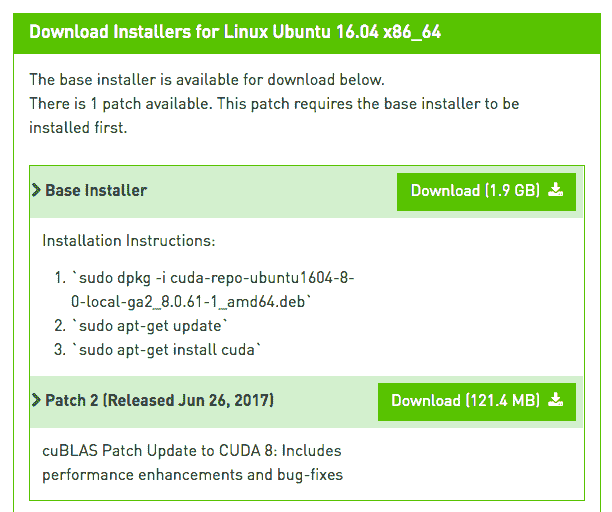 Download Installers for Linux Ubuntu 16.04 x86_64
The base installer is available for download below.
There is 1 patch available. This patch requires the base installer to be
installed first.
Base Installer
Download (1.9 GB)
Installation Instructions:
1. `sudo dpkg -i cuda-repo-ubuntu1604-8-
0-local-ga2_8.0.61-1_amd64.deb`
2. `sudo apt-get update`
3. `sudo apt-get install cuda`
Patch 2 (Released Jun 26, 2017)
Download (121.4 MB)
cuBLAS Patch Update to CUDA 8: Includes
performance enhancements and bug-fixes